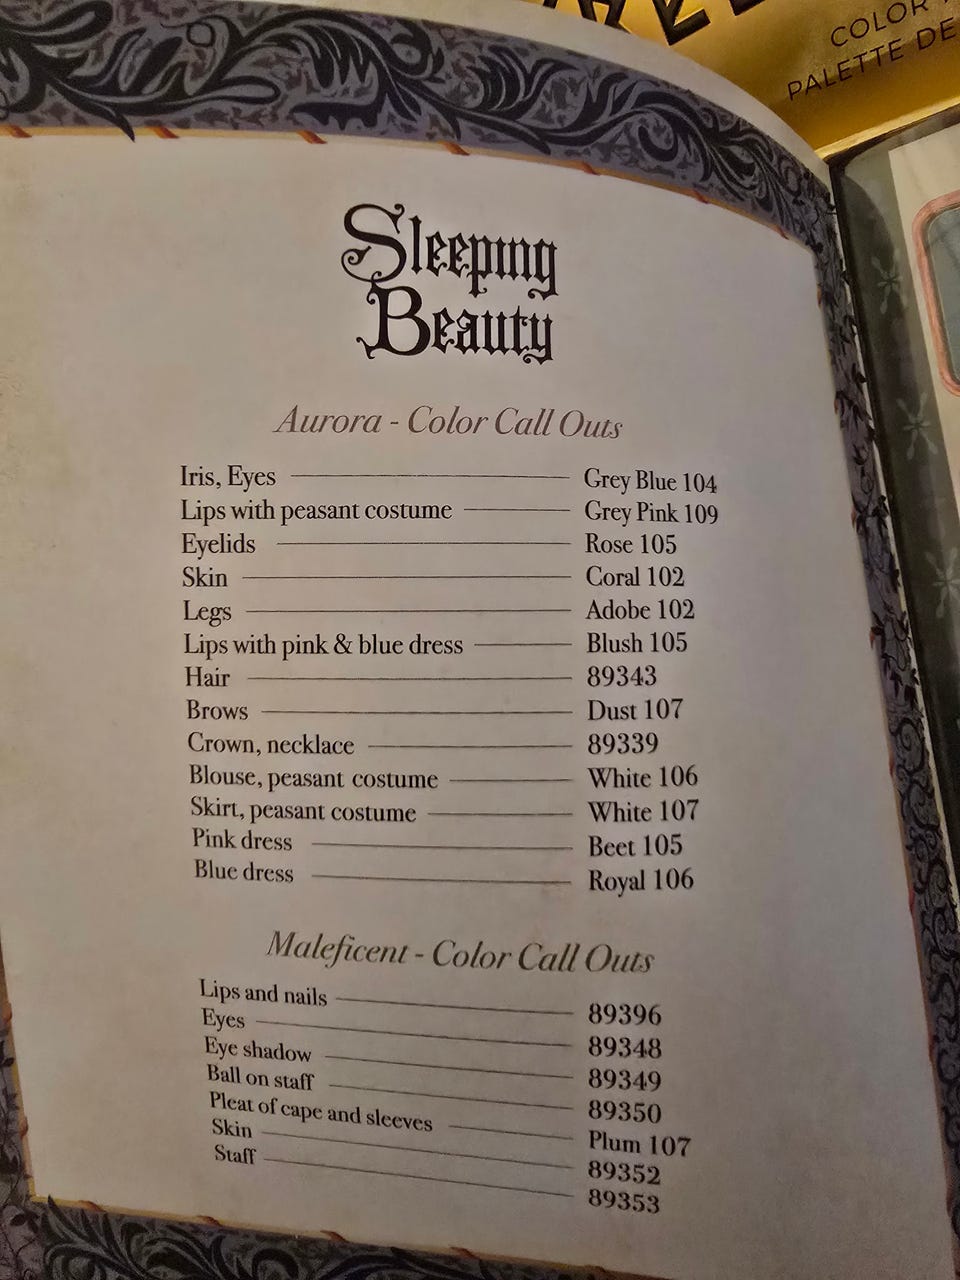 COLOR
PALETTE DE
Sleeping
Beauty
Aurora - Color Call Outs
Iris, Eyes Grey Blue 104
Lips with peasant costume Grey Pink 109
Eyelids Rose 105
Skin Coral 102
Legs Adobe 102
Lips with pink & blue dress Blush 105
Hair 89343
Brows Dust 107
Crown, necklace 89339
Blouse, peasant costume White 106
Skirt, peasant costume White 107
Pink dress Beet 105
Blue dress Royal 106
Maleficent - Color Call Outs
Lips and nails 89396
Eyes 89348
Eye shadow 89349
Ball on staff 89350
Pleat of cape and sleeves Plum 107
Skin 89352
Staff 89353